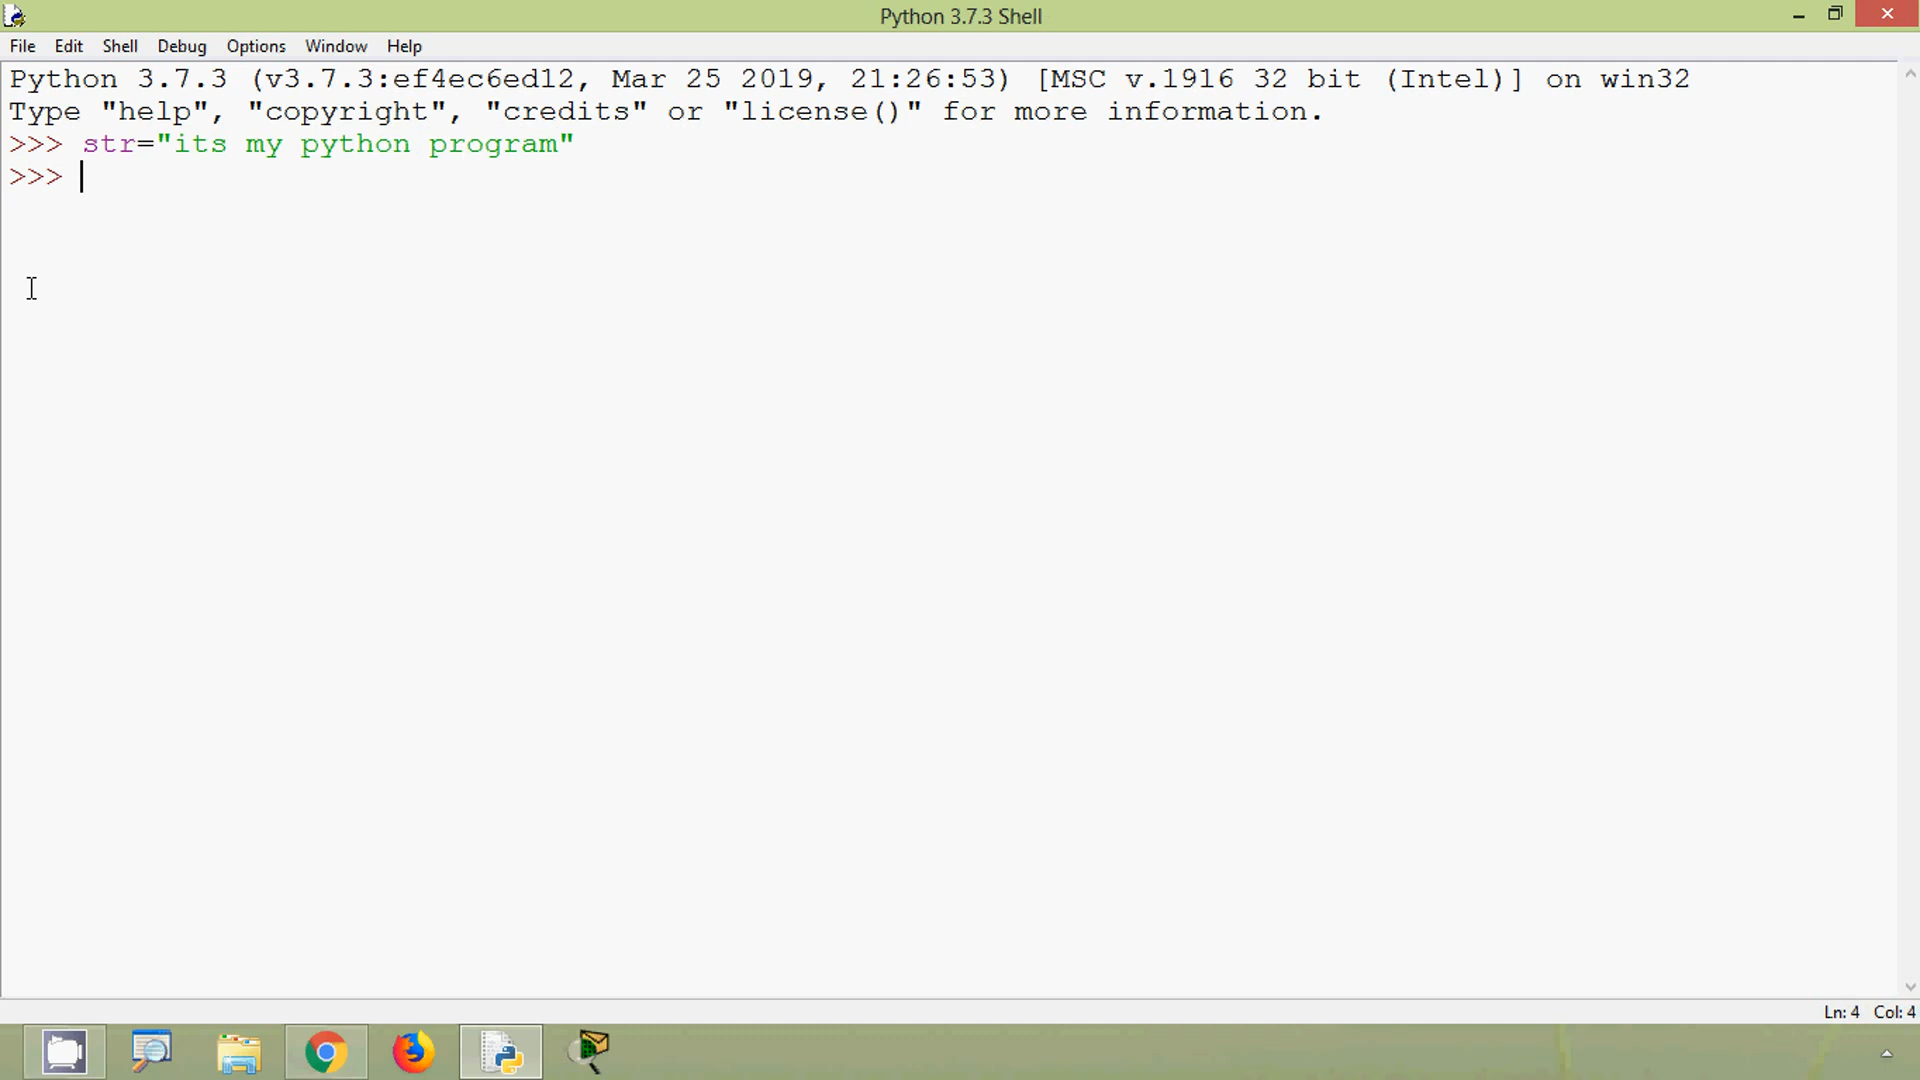 Python 3.7.3 Shell
File Edit Shell Debug Options Window Help
Python 3.7.3 (v3.7.3:ef4ec6ed12, Mar 25 2019, 21:26:53) [MSC v.1916 32 bit (Intel)] on win32
Type "help", "copyright", "credits" or "license()" for more information.
>>> str="its my python program"
>>>
Ln: 4 Col: 4